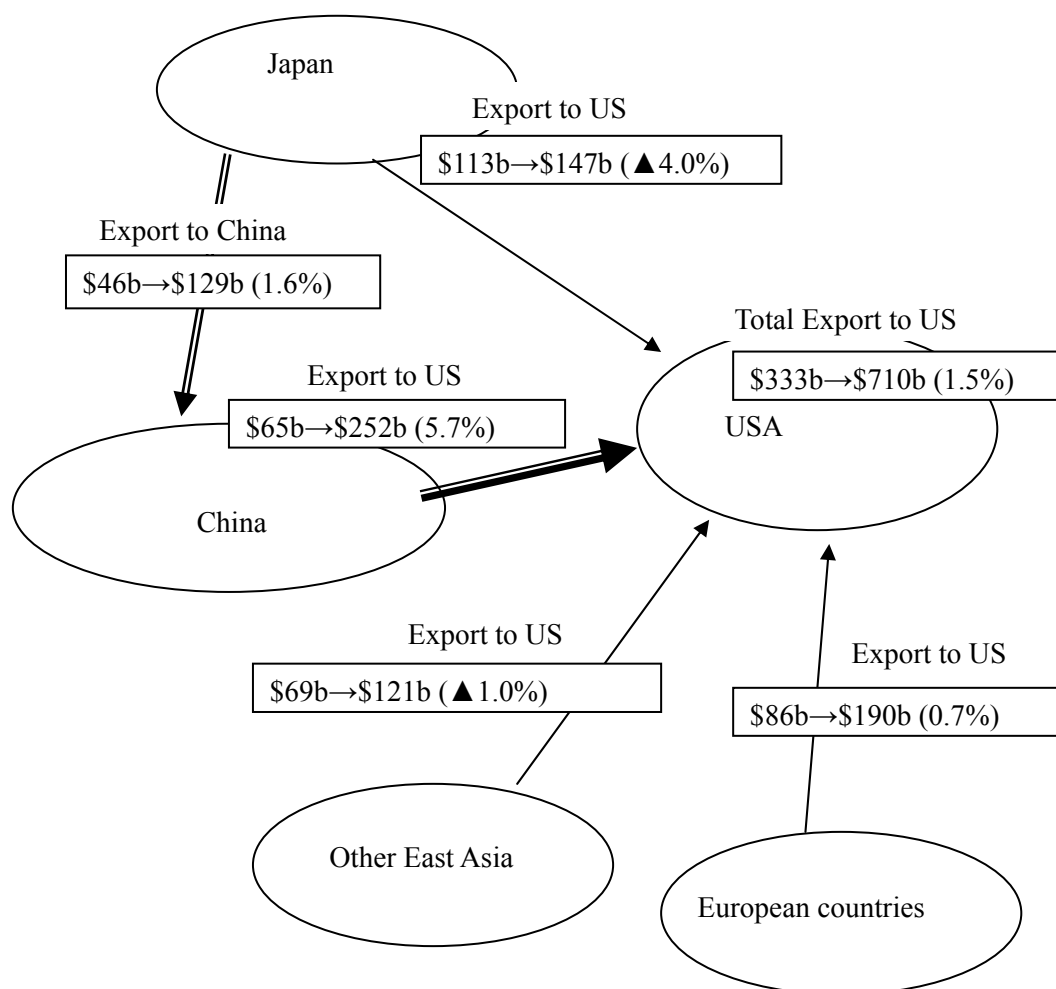 Japan
Export to US
$113b→$147b (▲4.0%)
Export to China
$46b→$129b (1.6%)
Total Export to US
$333b→$710b (1.5%)
USA
Export to US
$65b→$252b (5.7%)
China
Export to US
$69b→$121b (▲1.0%)
Export to US
$86b→$190b (0.7%)
Other East Asia
European countries